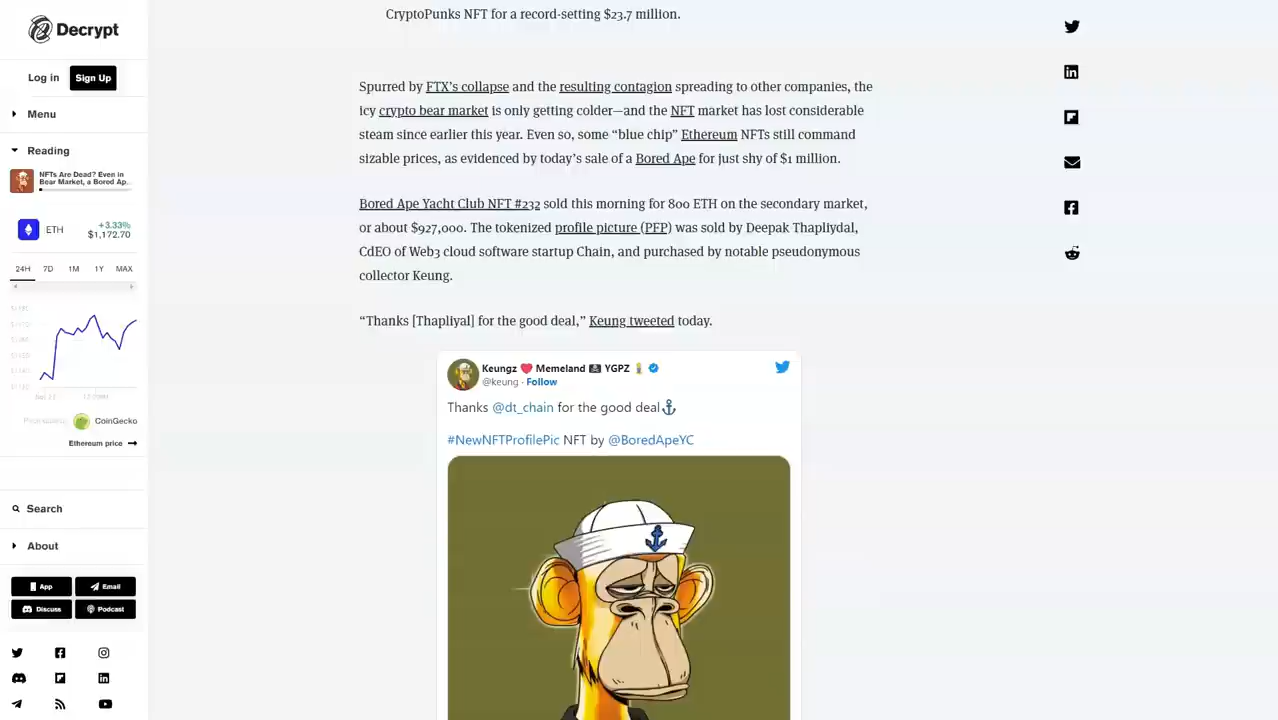 Decrypt
Log in
Sign Up
Menu
Reading
NFTs Are Dead? Even in
Bear Market, a Bored Ap...
ETH
+3.33%
$1,172.70
24H 7D 1M 1Y MAX
CoinGecko
Ethereum price
Search
About
App
Email
Discuss
Podcast
CryptoPunks NFT for a record-setting $23.7 million.
Spurred by FTX's collapse and the resulting contagion spreading to other companies, the
icy crypto bear market is only getting colder—and the NFT market has lost considerable
steam since earlier this year. Even so, some “blue chip” Ethereum NFTs still command
sizable prices, as evidenced by today's sale of a Bored Ape for just shy of $1 million.
Bored Ape Yacht Club NFT #232 sold this morning for 800 ETH on the secondary market,
or about $927,000. The tokenized profile picture (PFP) was sold by Deepak Thapliydal,
CdEO of Web3 cloud software startup Chain, and purchased by notable pseudonymous
collector Keung.
“Thanks [Thapliyal] for the good deal,” Keung tweeted today.
Keungz ❤️ Memeland 🏴‍☠️ YGPZ
@keung · Follow
Thanks @dt_chain for the good deal⚓
#NewNFTProfilePic NFT by @BoredApeYC